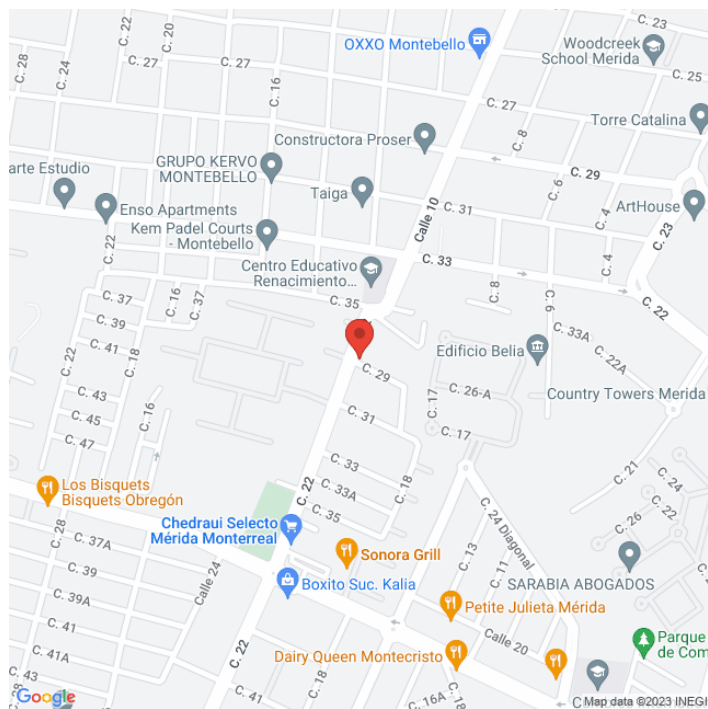 C. 22
C. 20
C. 23
OXXO Montebello
Woodcreek
School Merida
C. 28
C. 24
C. 27
C. 27
C. 16
C. 25
C. 27
C. 8
Torre Catalina
Constructora Proser
C. 29
GRUPO KERVO
MONTEBELLO
arte Estudio
Taiga
C. 6
C. 4
ArtHouse
C. 31
Calle 10
Enso Apartments
Kem Padel Courts
- Montebello
C. 22
C. 23
Centro Educativo
Renacimiento...
C. 33
C. 4
C. 22
C. 37
C. 16
C. 37
C. 35
C. 8
C. 6
C. 39
C. 41
C. 22
C. 18
C. 33A
C. 22A
Edificio Belia
C. 29
C. 26-A
Country Towers Merida
C. 43
C. 45
C. 47
C. 16
C. 31
C. 17
C. 17
C. 33
C. 18
C. 21
C. 24
C. 22
C. 26
Los Bisquets
Bisquets Obregón
C. 22
C. 33A
C. 35
C. 24 Diagonal
C. 28
C. 37A
Chedraui Selecto
Mérida Monterreal
Sonora Grill
C. 13
C. 11
SARABIA ABOGADOS
C. 39
Calle 24
Boxito Suc. Kalia
C. 39A
Petite Julieta Mérida
C. 41
Calle 20
Parque
de Com
C. 41A
C. 22
Dairy Queen Montecristo
C. 43
C. 41
C. 18
C. 16A
C. 18
Google
Map data ©2023 INEGI